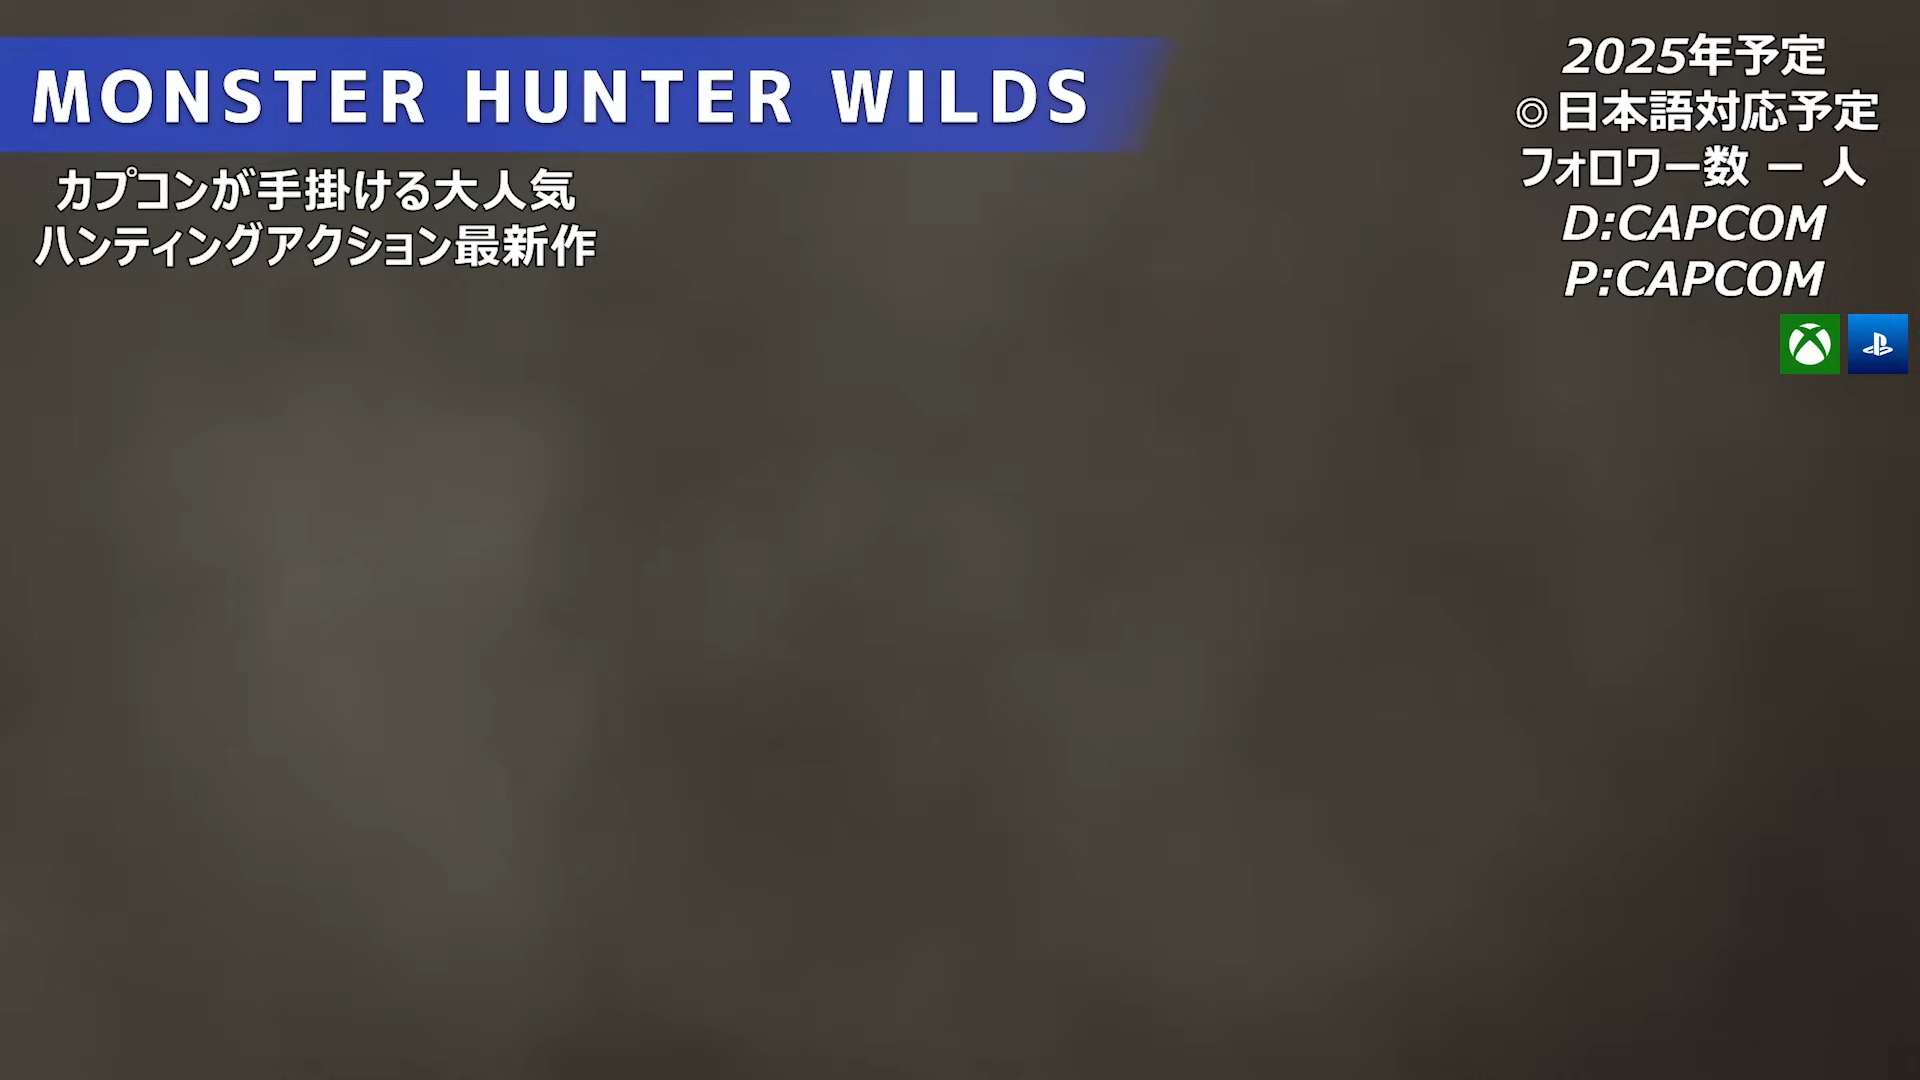 MONSTER HUNTER WILDS
カプコンが手掛ける大人気
ハンティングアクション最新作
2025年予定
◎日本語対応予定
フォロワー数 － 人
D:CAPCOM
P:CAPCOM